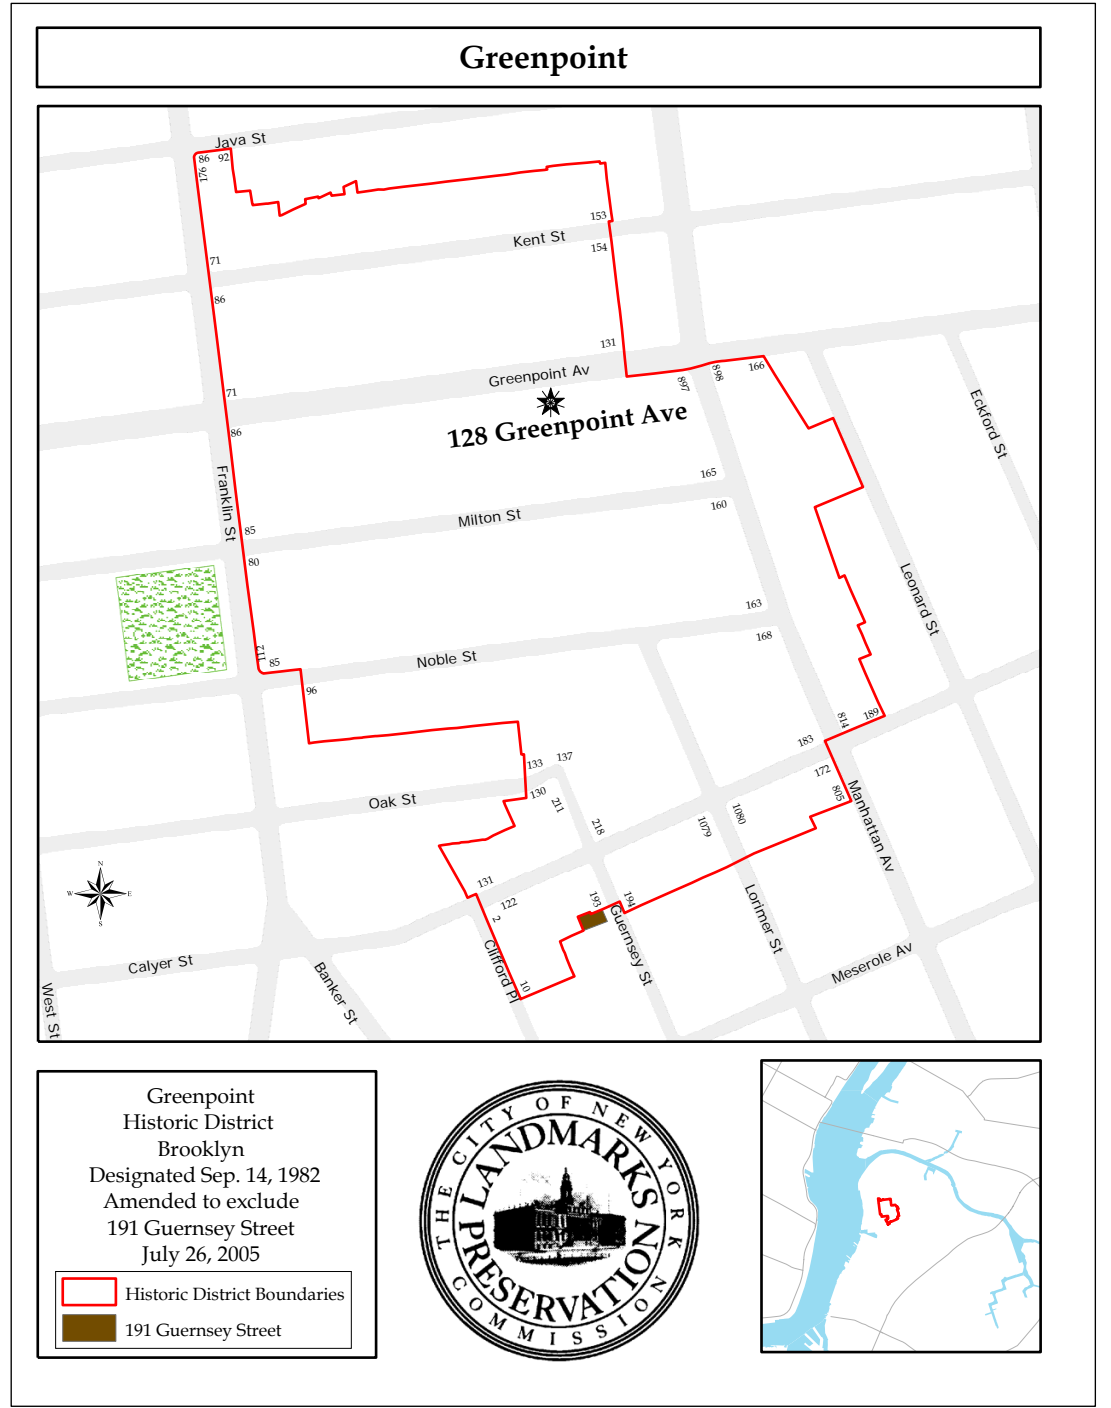 Greenpoint
Java St
86 92
176
153
Kent St
154
71
86
131
Greenpoint Av
897
898
166
71
128 Greenpoint Ave
86
Eckford St
Franklin St
165
160
Milton St
85
80
Leonard St
163
168
112
85
Noble St
96
814
189
183
133
137
172
805
130
211
Oak St
218
1079
1080
Manhattan Av
N
W
E
S
131
122
2
193
194
Guernsey St
Lorimer St
Clifford Pl
10
Meserole Av
Calyer St
Banker St
West St
Greenpoint
Historic District
Brooklyn
Designated Sep. 14, 1982
Amended to exclude
191 Guernsey Street
July 26, 2005
Historic District Boundaries
191 Guernsey Street
THE CITY OF NEW YORK
LANDMARKS PRESERVATION
COMMISSION